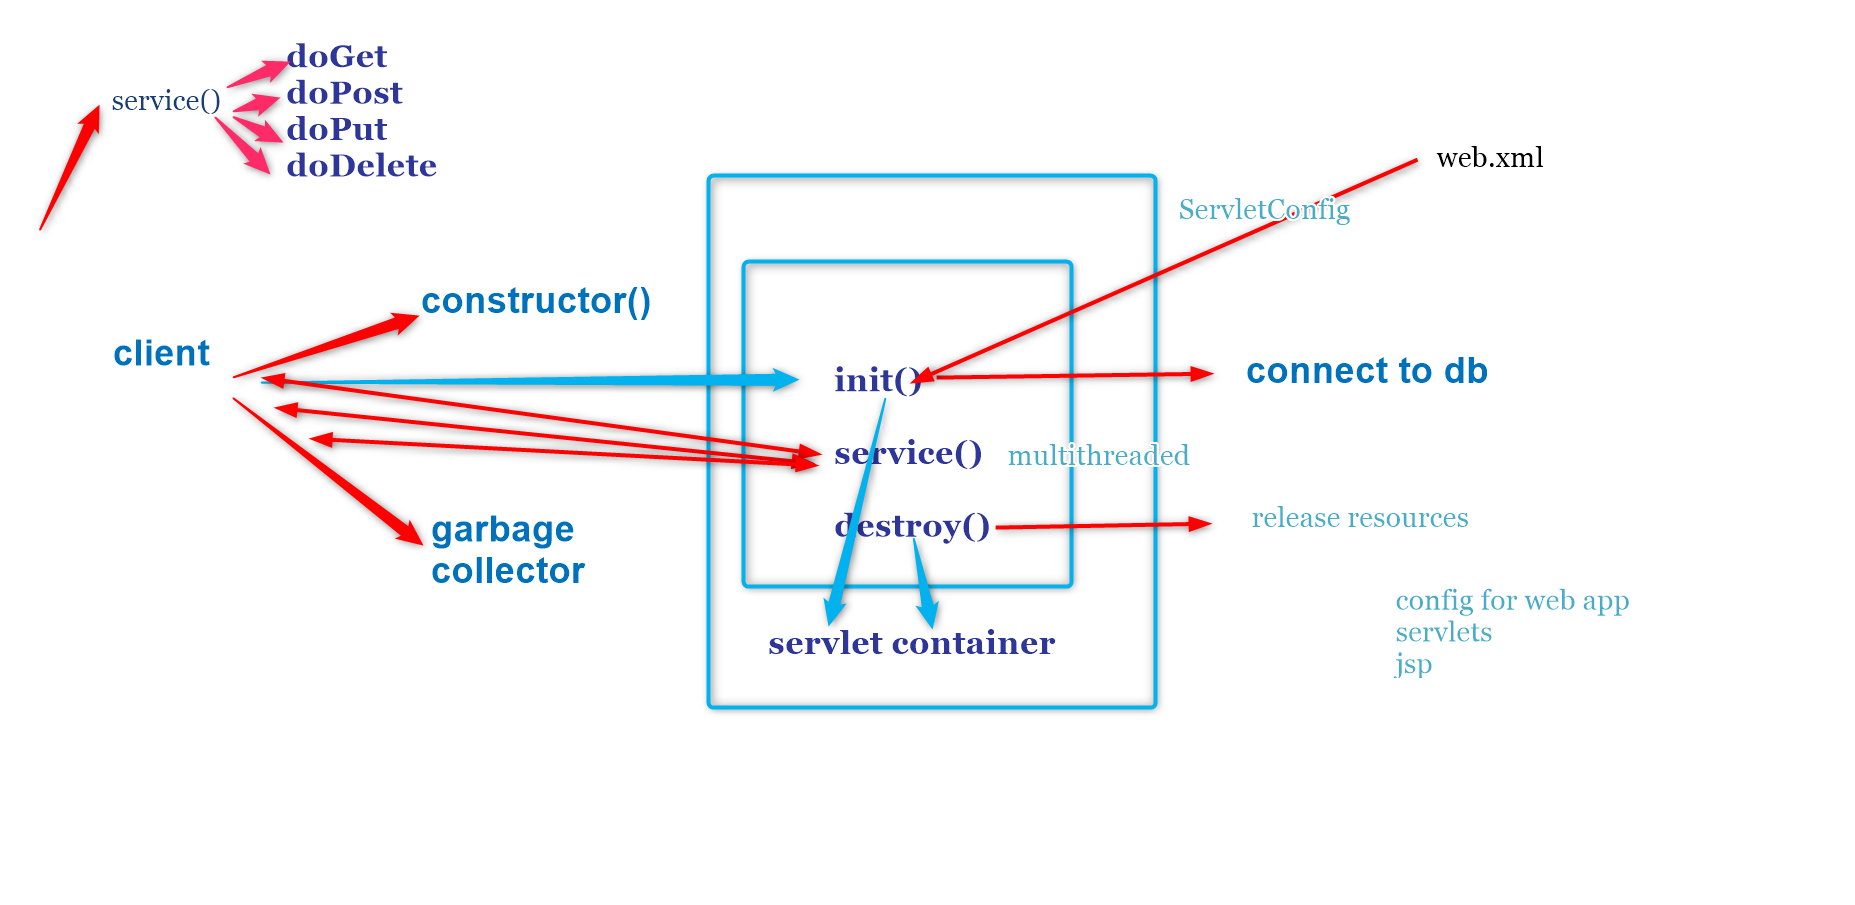 doGet
service()
doPost
doPut
doDelete
web.xml
ServletConfig
constructor()
client
init()
connect to db
service()
multithreaded
garbage
collector
destroy()
release resources
servlet container
config for web app
servlets
jsp